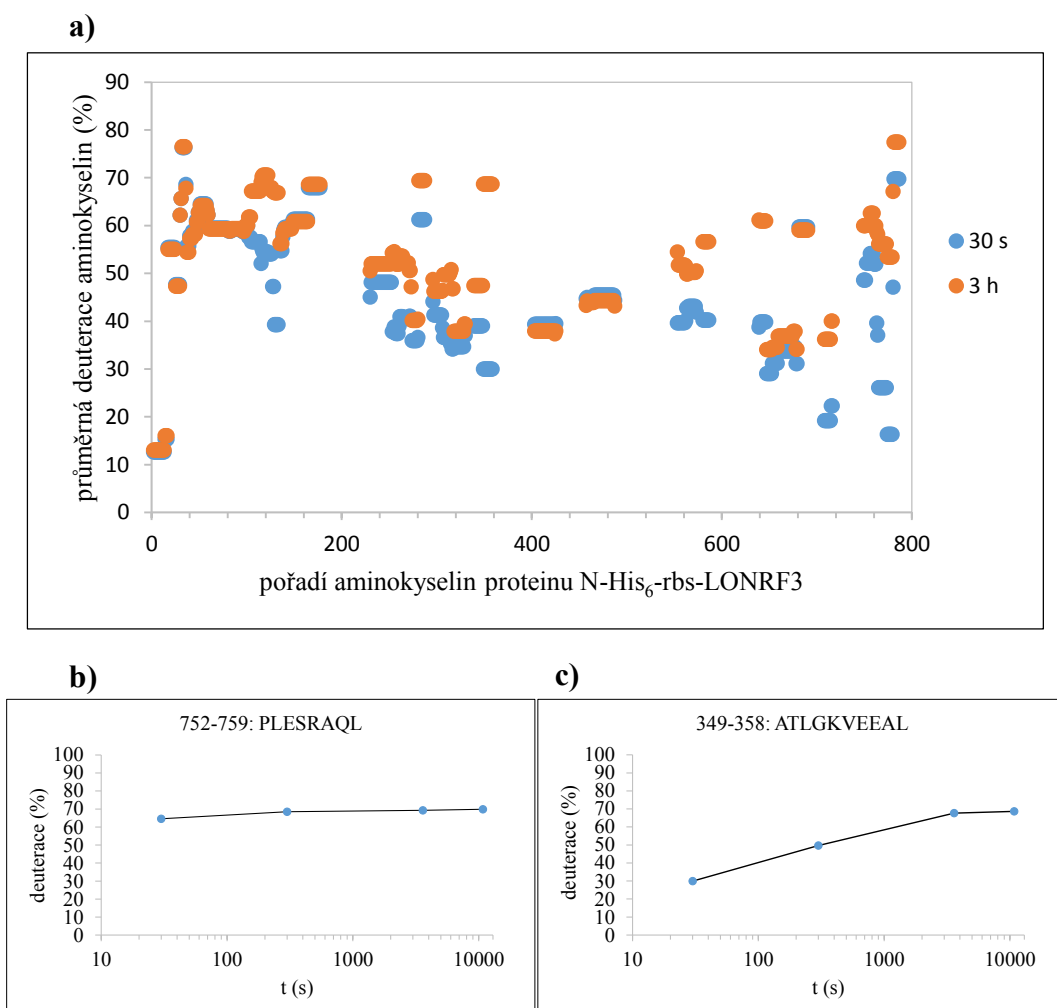 a)
90
80
70
60
50
40
30
20
10
0
průměrná deuterace aminokyselin (%)
0 200 400 600 800
pořadí aminokyselin proteinu N-His6-rbs-LONRF3
30 s
3 h
b)
752-759: PLESRAQL
100
90
80
70
60
50
40
30
20
10
0
deuterace (%)
10 100 1000 10000
t (s)
c)
349-358: ATLGKVEEAL
100
90
80
70
60
50
40
30
20
10
0
deuterace (%)
10 100 1000 10000
t (s)